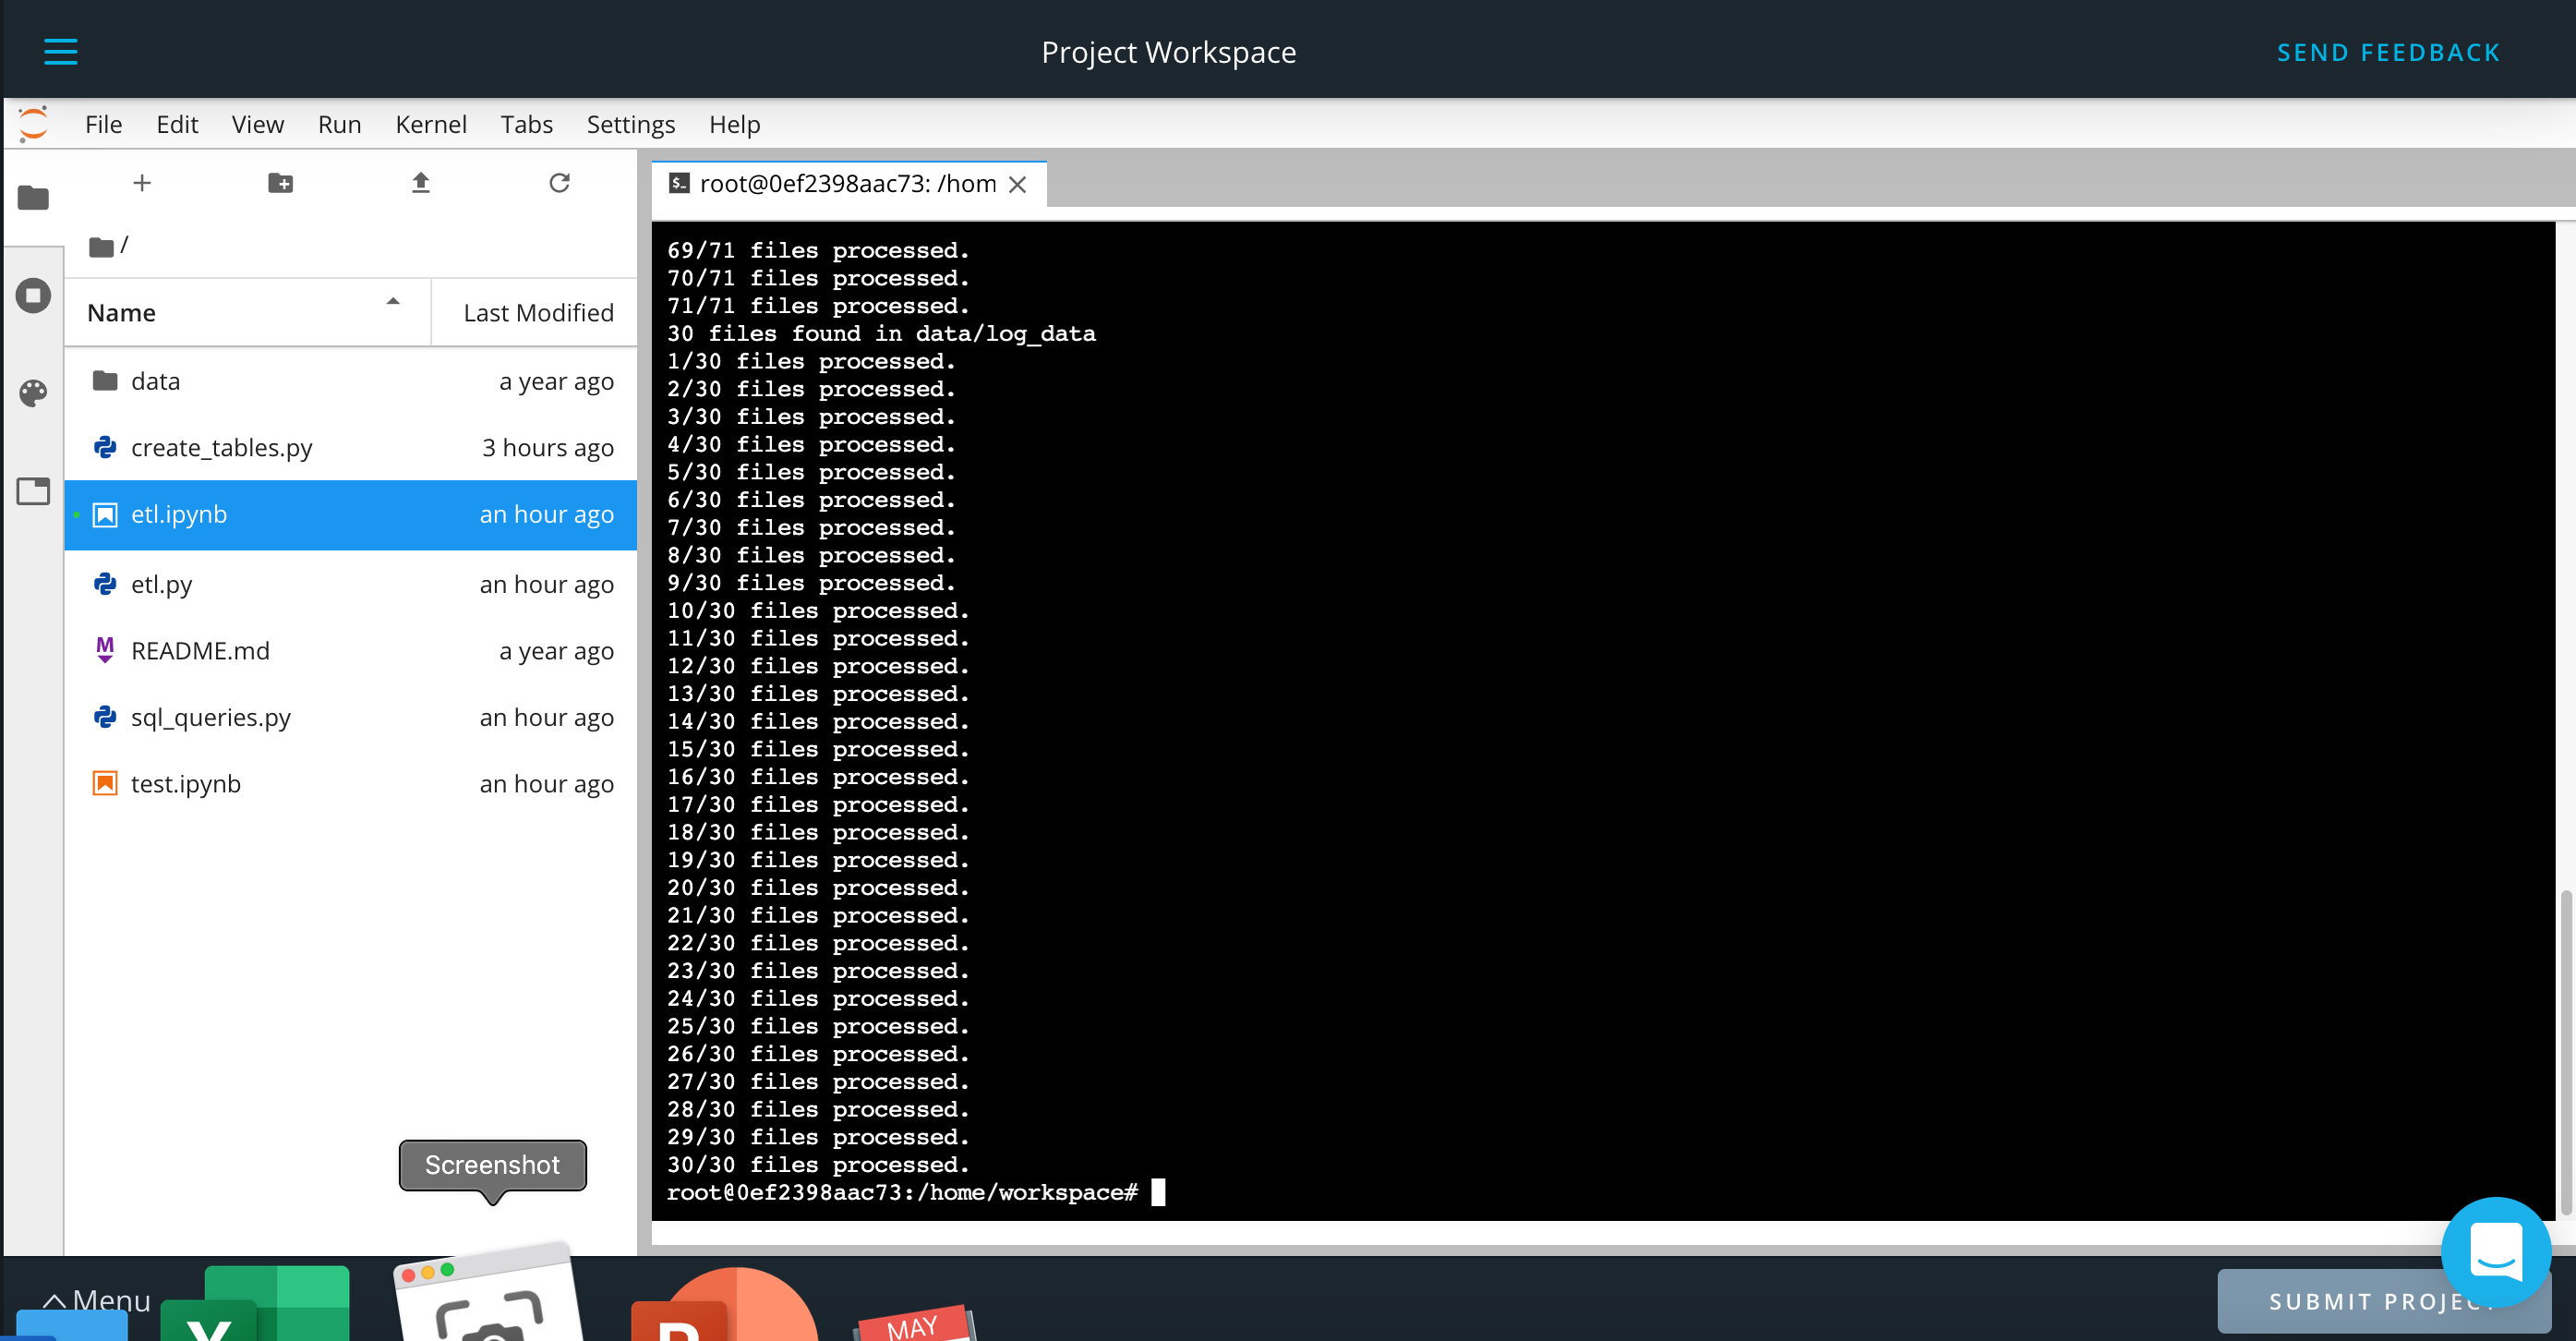 Project Workspace
SEND FEEDBACK
File Edit View Run Kernel Tabs Settings Help
root@0ef2398aac73: /hom
/
Name Last Modified
data a year ago
create_tables.py 3 hours ago
etl.ipynb an hour ago
etl.py an hour ago
README.md a year ago
sql_queries.py an hour ago
test.ipynb an hour ago
69/71 files processed.
70/71 files processed.
71/71 files processed.
30 files found in data/log_data
1/30 files processed.
2/30 files processed.
3/30 files processed.
4/30 files processed.
5/30 files processed.
6/30 files processed.
7/30 files processed.
8/30 files processed.
9/30 files processed.
10/30 files processed.
11/30 files processed.
12/30 files processed.
13/30 files processed.
14/30 files processed.
15/30 files processed.
16/30 files processed.
17/30 files processed.
18/30 files processed.
19/30 files processed.
20/30 files processed.
21/30 files processed.
22/30 files processed.
23/30 files processed.
24/30 files processed.
25/30 files processed.
26/30 files processed.
27/30 files processed.
28/30 files processed.
29/30 files processed.
30/30 files processed.
root@0ef2398aac73:/home/workspace#
Screenshot
Menu
X
P
MAY
SUBMIT PROJECT